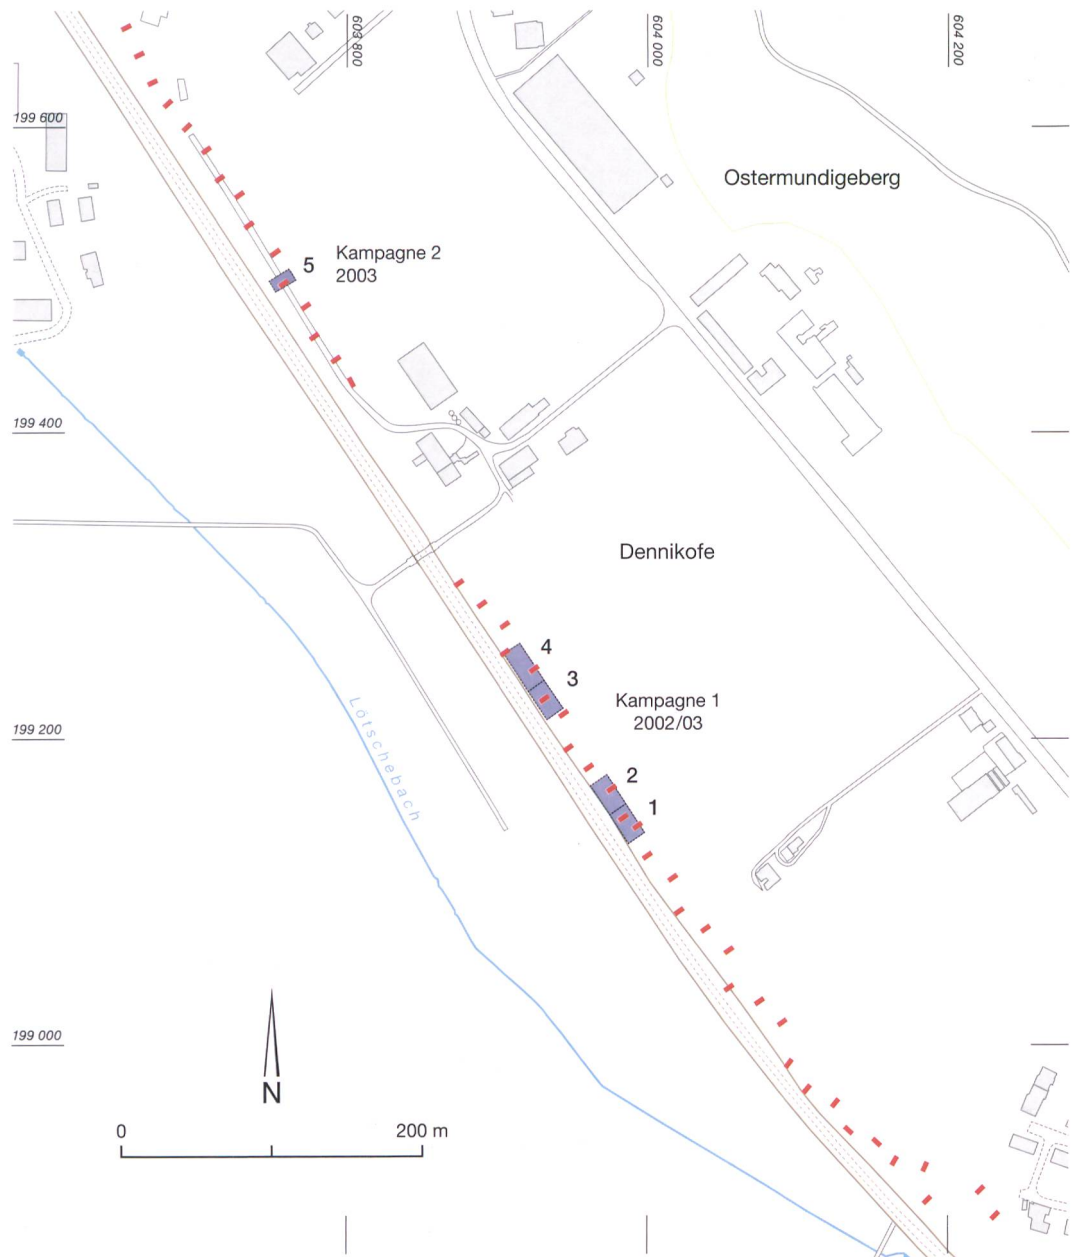 603 800
604 000
604 200
199 600
Ostermundigeberg
5
Kampagne 2
2003
199 400
Dennikofe
4
3
Kampagne 1
2002/03
199 200
Lötschebach
2
1
199 000
N
0
200 m